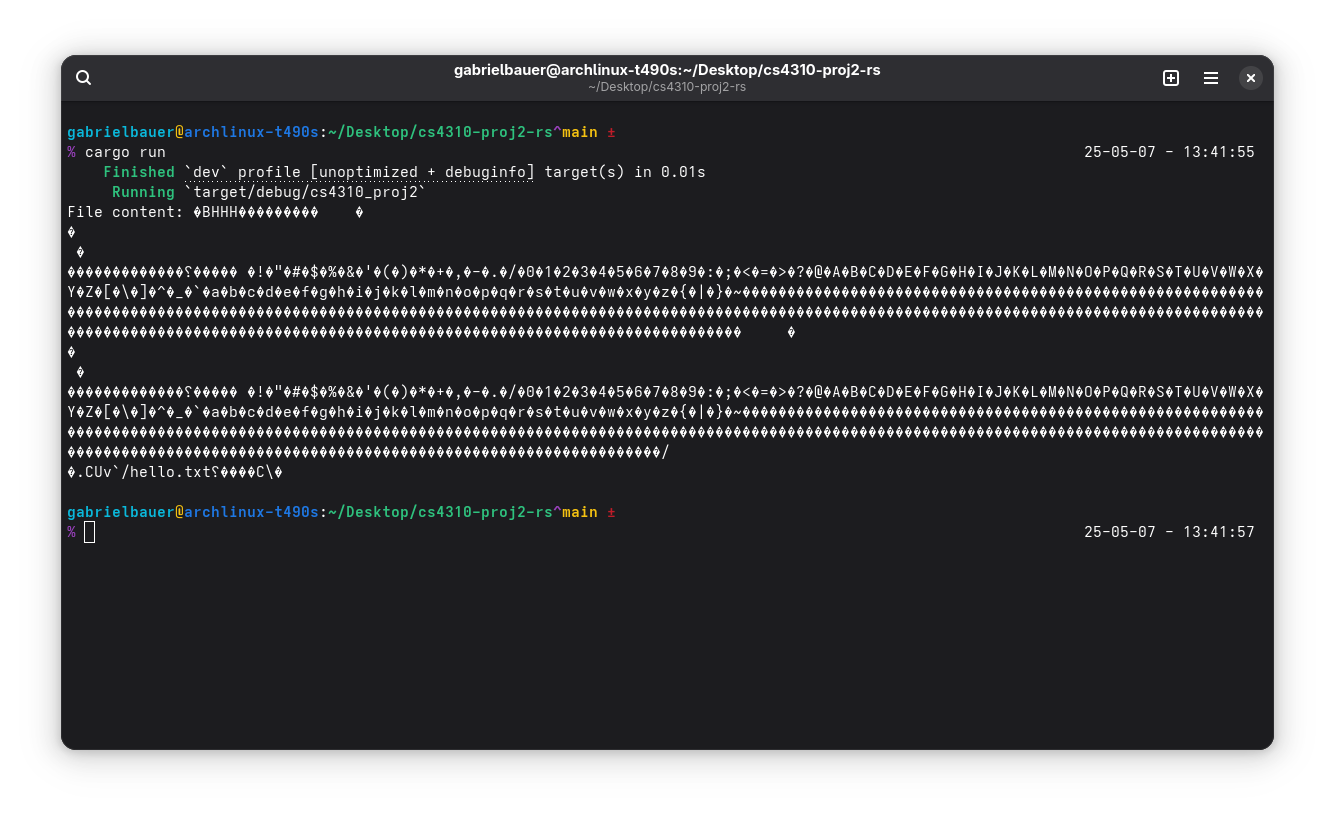 gabrielbauer@archlinux-t490s:~/Desktop/cs4310-proj2-rs
~/Desktop/cs4310-proj2-rs
gabrielbauer@archlinux-t490s:~/Desktop/cs4310-proj2-rs^main ±
% cargo run 25-05-07 - 13:41:55
Finished `dev` profile [unoptimized + debuginfo] target(s) in 0.01s
Running `target/debug/cs4310_proj2`
File content: �BHHH��������� �
�
�
�!�"�#�$�%�&�'�(�)�*�+�,�-�.�/�0�1�2�3�4�5�6�7�8�9�:�;�<�=�>�?�@�A�B�C�D�E�F�G�H�I�J�K�L�M�N�O�P�Q�R�S�T�U�V�W�X�
Y�Z�[�\�]�^�_�`�a�b�c�d�e�f�g�h�i�j�k�l�m�n�o�p�q�r�s�t�u�v�w�x�y�z�{�|�}�~�
�
�
�
�!�"�#�$�%�&�'�(�)�*�+�,�-�.�/�0�1�2�3�4�5�6�7�8�9�:�;�<�=�>�?�@�A�B�C�D�E�F�G�H�I�J�K�L�M�N�O�P�Q�R�S�T�U�V�W�X�
Y�Z�[�\�]�^�_�`�a�b�c�d�e�f�g�h�i�j�k�l�m�n�o�p�q�r�s�t�u�v�w�x�y�z�{�|�}�~�
�/
�.CUv`/hello.txt⸮����C\�
gabrielbauer@archlinux-t490s:~/Desktop/cs4310-proj2-rs^main ±
% 25-05-07 - 13:41:57